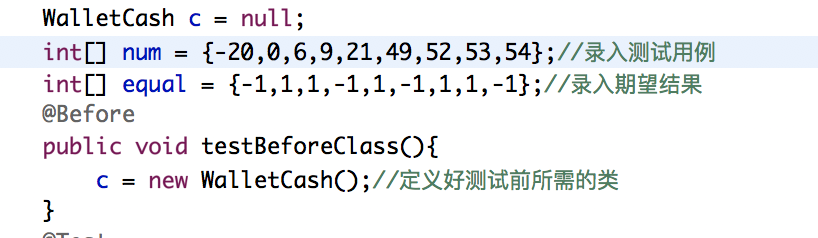 WalletCash c = null;
int[] num = {-20,0,6,9,21,49,52,53,54};//录入测试用例
int[] equal = {-1,1,1,-1,1,-1,1,1,-1};//录入期望结果
@Before
public void testBeforeClass(){
c = new WalletCash();//定义好测试前所需的类
}
@Test